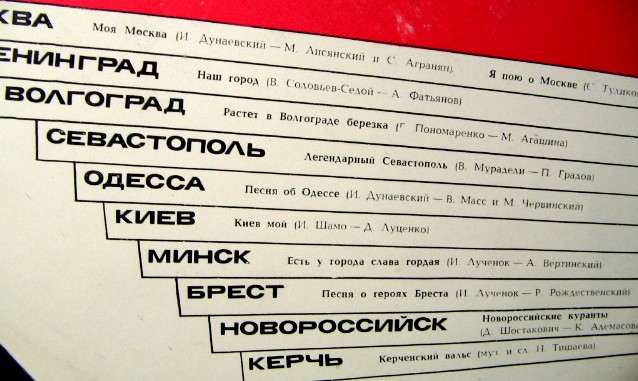 КВА Моя Москва (И. Дунаевский — М. Лисянский и С. Агранян). Я пою о Москве (С. Туликов
ЕНИНГРАД Наш город (В. Соловьев-Седой — А. Фатьянов)
ВОЛГОГРАД Растет в Волгограде березка (Г. Пономаренко — М. Агашина)
СЕВАСТОПОЛЬ Легендарный Севастополь (В. Мурадели — П. Градов)
ОДЕССА Песня об Одессе (И. Дунаевский — В. Масс и М. Червинский)
КИЕВ Киев мой (И. Шамо — Д. Луценко)
МИНСК Есть у города слава гордая (И. Лученок — А. Вертинский)
БРЕСТ Песня о героях Бреста (И. Лученок — Р. Рождественский)
НОВОРОССИЙСК Новороссийские куранты
(Д. Шостакович — К. Алемасова
КЕРЧЬ Керченский вальс (муз. и сл. Н. Тишаева)